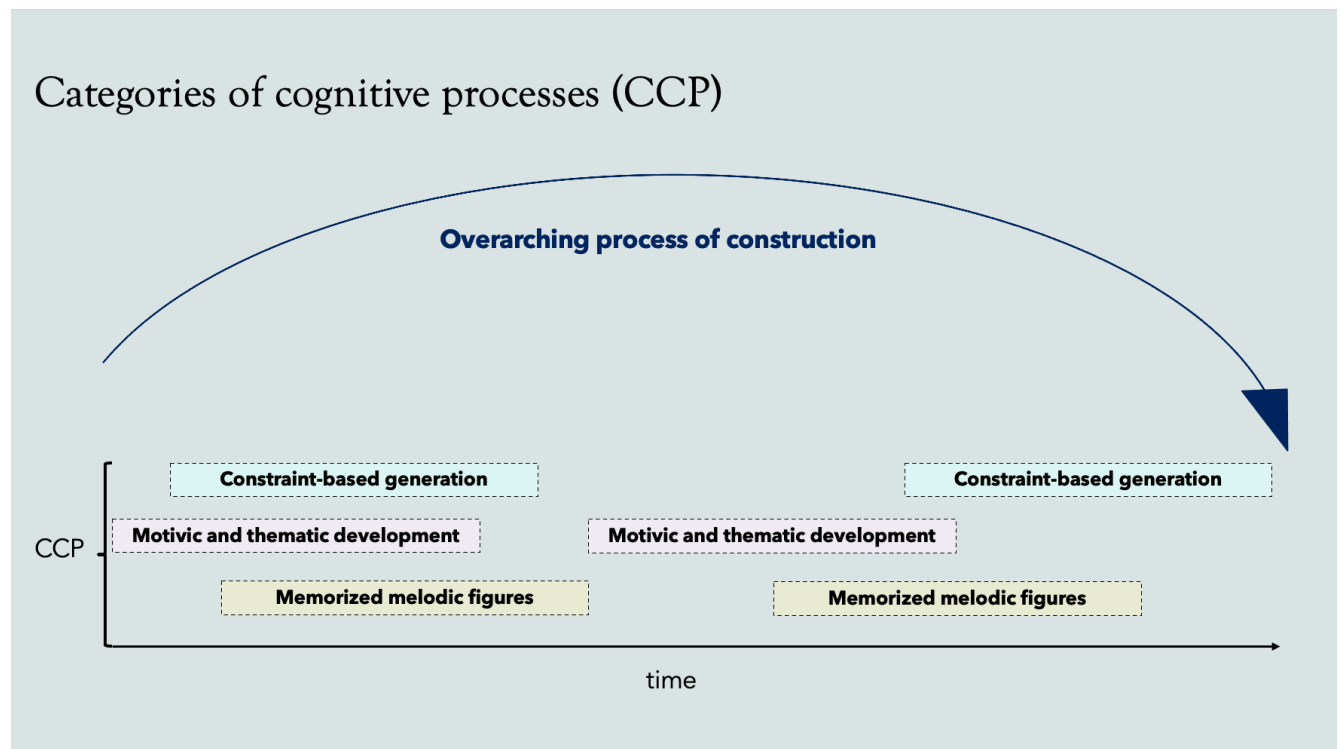 Categories of cognitive processes (CCP)
Overarching process of construction
Constraint-based generation
Constraint-based generation
Motivic and thematic development
Motivic and thematic development
CCP
Memorized melodic figures
Memorized melodic figures
time